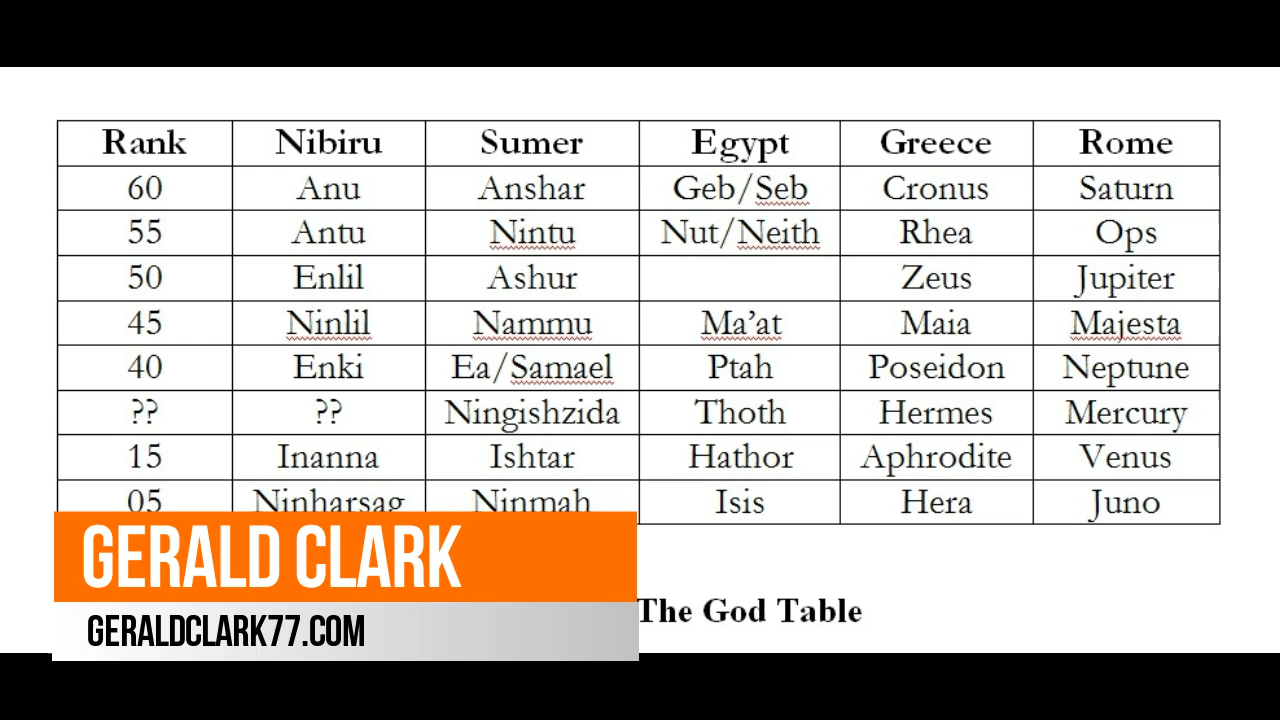 Rank Nibiru Sumer Egypt Greece Rome
60 Anu Anshar Geb/Seb Cronus Saturn
55 Antu Nintu Nut/Neith Rhea Ops
50 Enlil Ashur Zeus Jupiter
45 Ninlil Nammu Ma’at Maia Majesta
40 Enki Ea/Samael Ptah Poseidon Neptune
?? ?? Ningishzida Thoth Hermes Mercury
15 Inanna Ishtar Hathor Aphrodite Venus
05 Ninharsag Ninmah Isis Hera Juno
GERALD CLARK
The God Table
GERALDCLARK77.COM